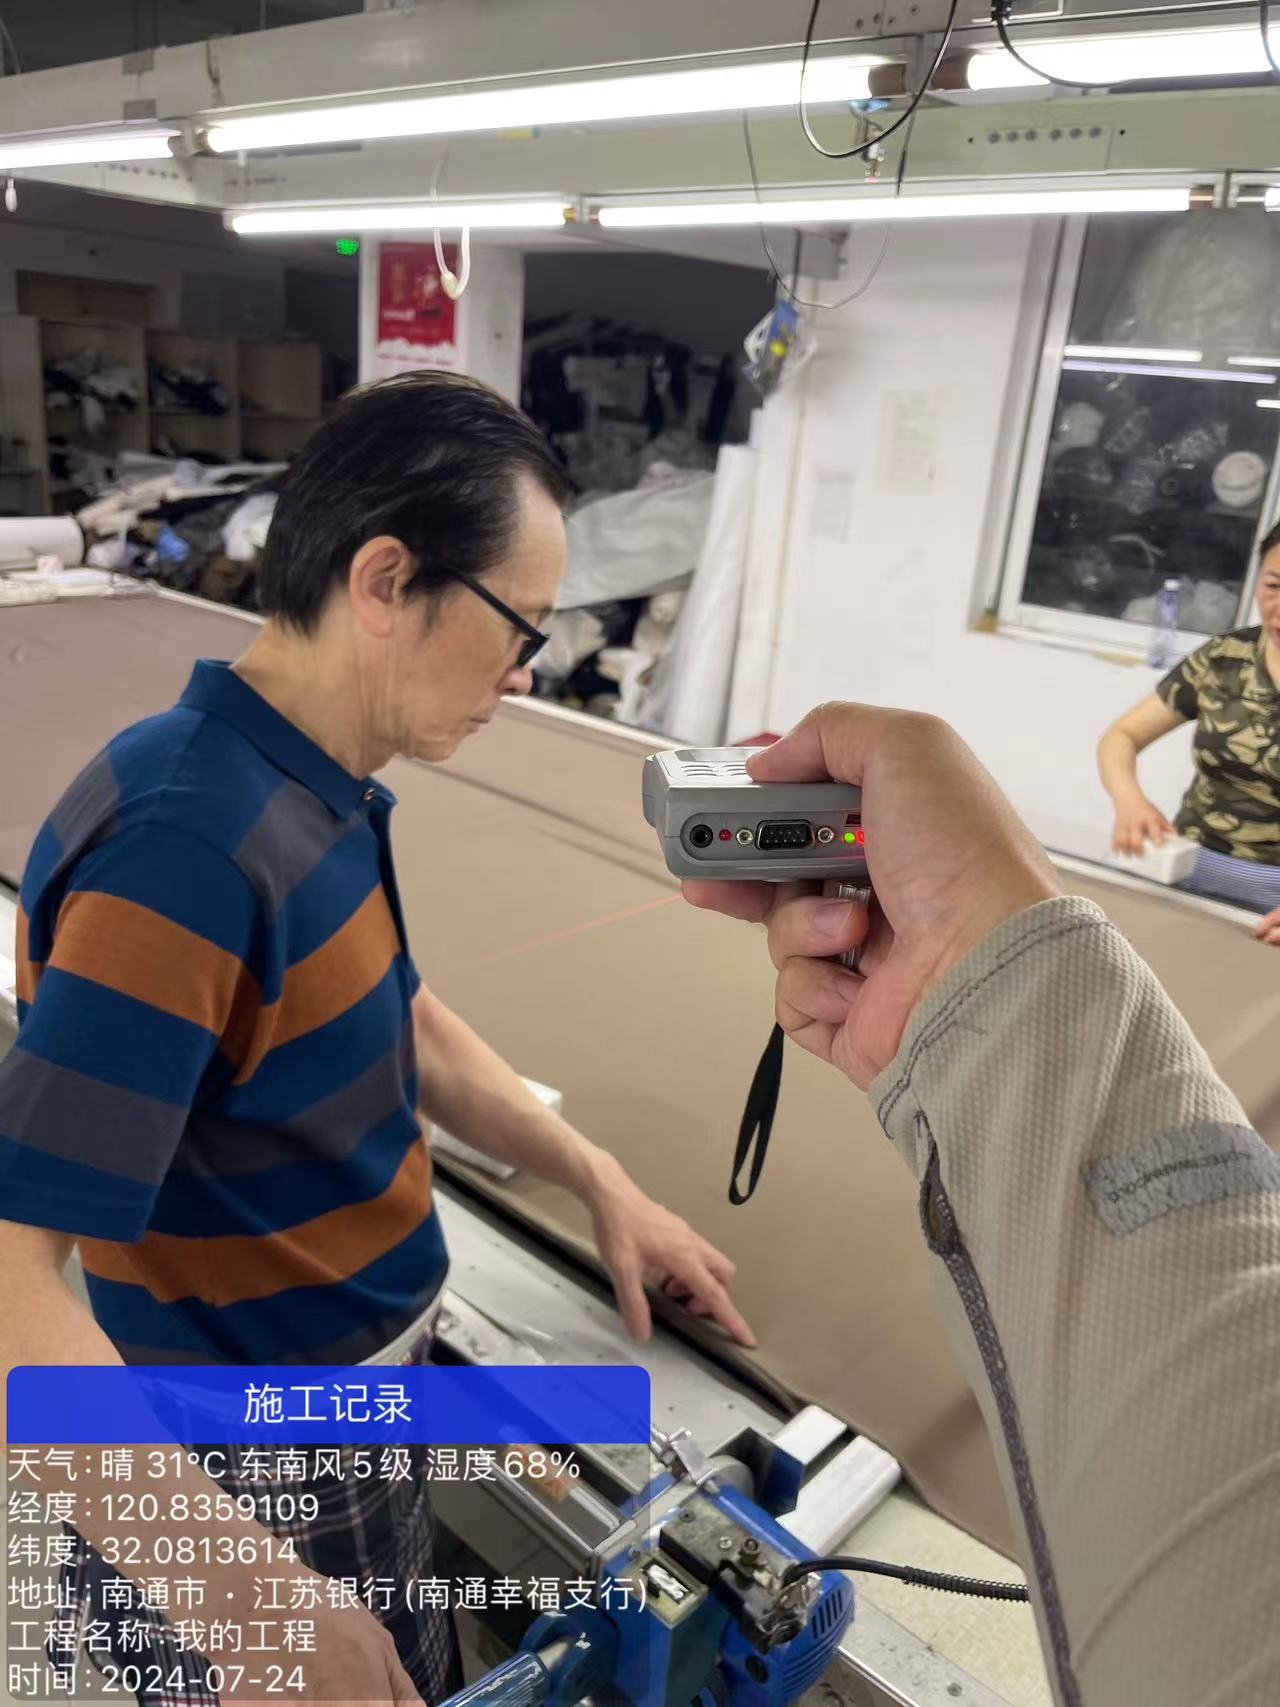 施工记录
天气:晴 31℃ 东南风5级 湿度68%
经度:120.8359109
纬度:32.0813614
地址:南通市·江苏银行(南通幸福支行)
工程名称:我的工程
时间:2024-07-24